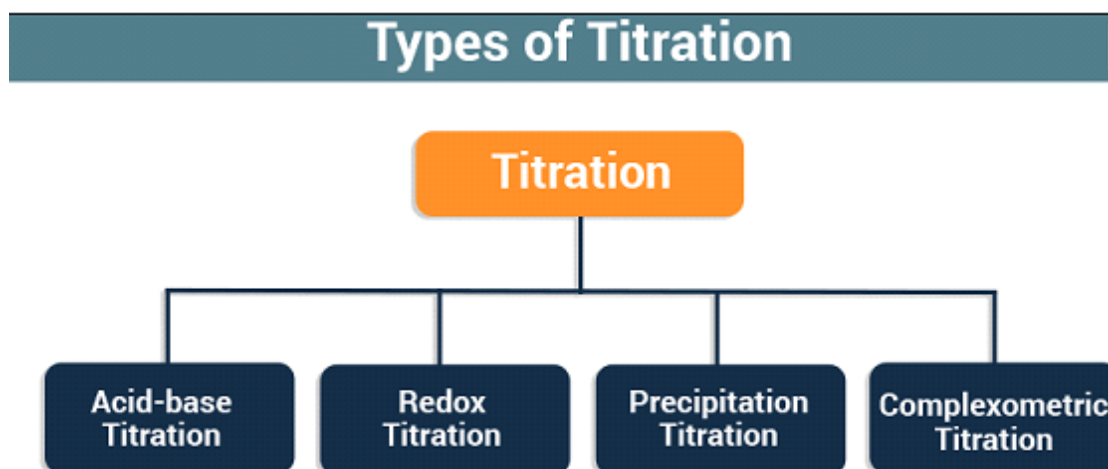 Types of Titration
Titration
Acid-base
Titration
Redox
Titration
Precipitation
Titration
Complexometric
Titration